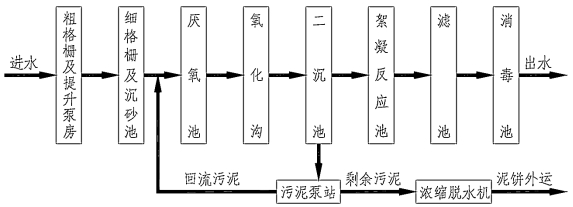 进水
粗格栅及提升泵房
细格栅及沉砂池
厌氧池
氧化沟
二沉池
絮凝反应池
滤池
消毒池
出水
回流污泥
污泥泵站
剩余污泥
浓缩脱水机
泥饼外运